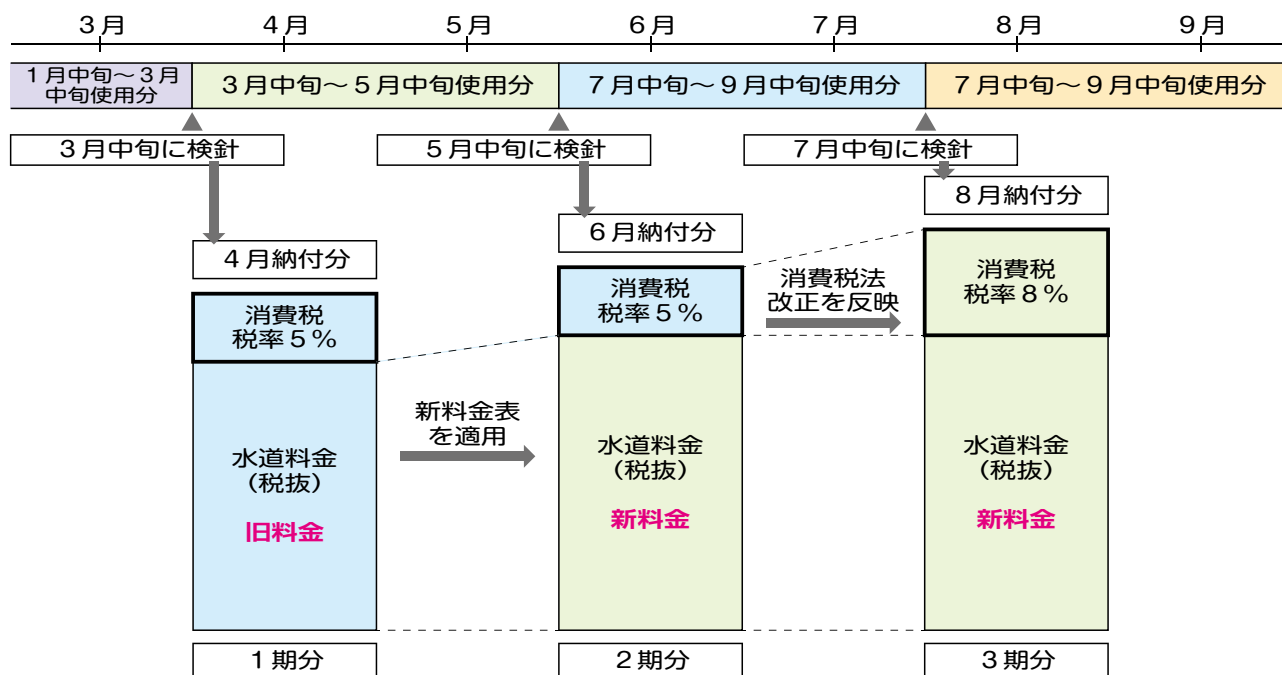 3月 4月 5月 6月 7月 8月 9月
1月中旬～3月
中旬使用分
3月中旬～5月中旬使用分
7月中旬～9月中旬使用分
7月中旬～9月中旬使用分
3月中旬に検針
5月中旬に検針
7月中旬に検針
4月納付分
6月納付分
8月納付分
消費税
税率5％
消費税
税率5％
消費税法
改正を反映
消費税
税率8％
新料金表
を適用
水道料金
（税抜）
旧料金
水道料金
（税抜）
新料金
水道料金
（税抜）
新料金
1期分
2期分
3期分